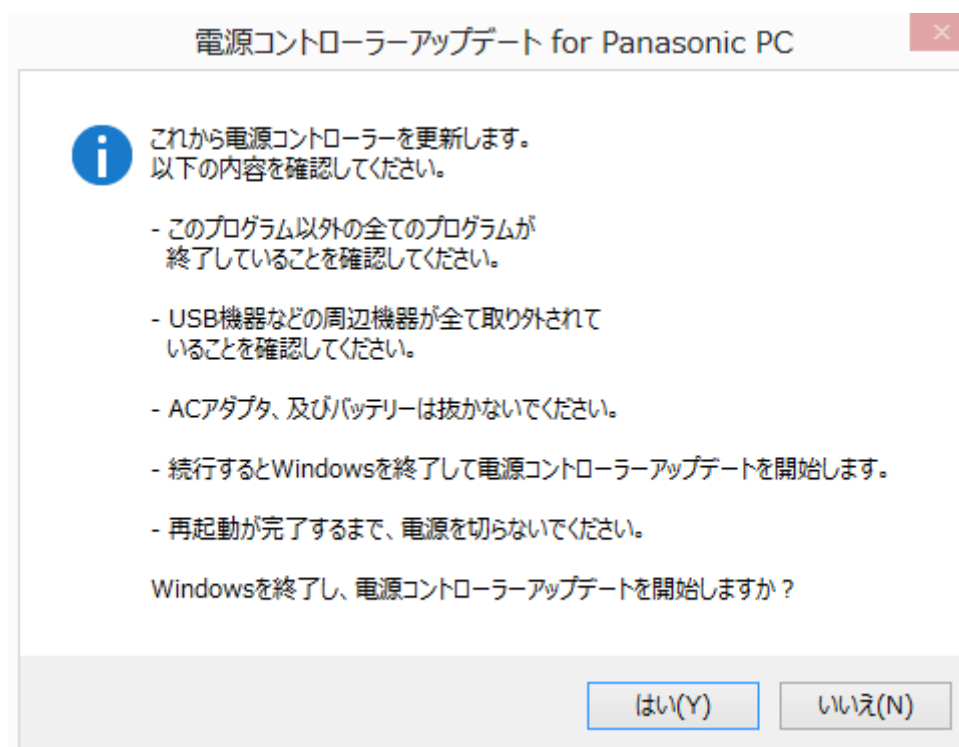 電源コントローラーアップデート for Panasonic PC
これから電源コントローラーを更新します。
以下の内容を確認してください。
- このプログラム以外の全てのプログラムが
終了していることを確認してください。
- USB機器などの周辺機器が全て取り外されて
いることを確認してください。
- ACアダプタ、及びバッテリーは抜かないでください。
- 続行するとWindowsを終了して電源コントローラーアップデートを開始します。
- 再起動が完了するまで、電源を切らないでください。
Windowsを終了し、電源コントローラーアップデートを開始しますか？
はい(Y)
いいえ(N)